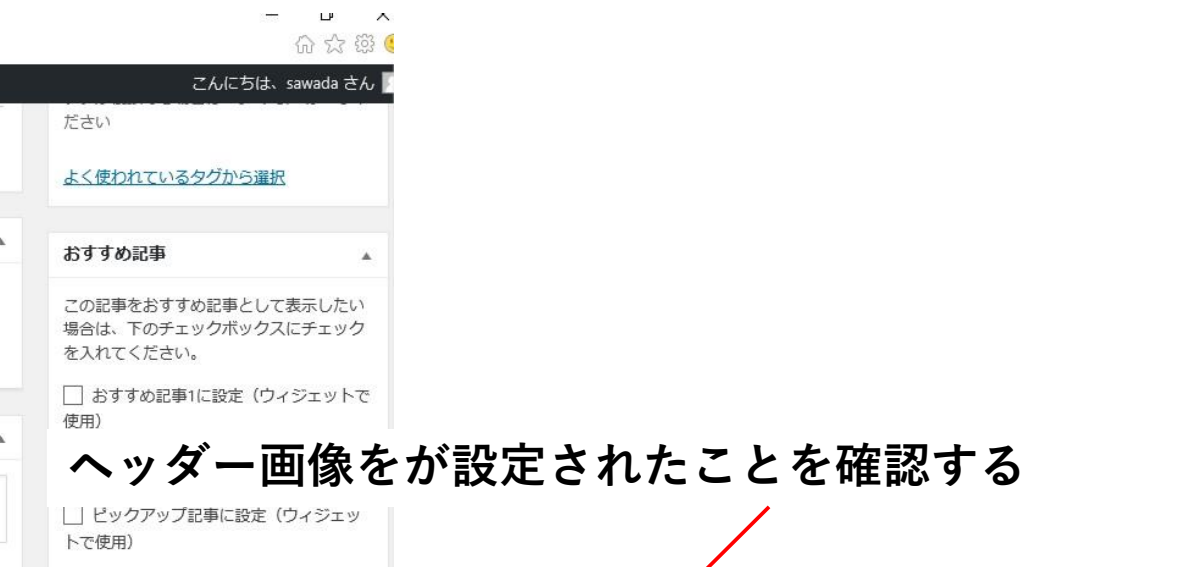 こんにちは、sawada さん
ださい
よく使われているタグから選択
おすすめ記事
この記事をおすすめ記事として表示したい
場合は、下のチェックボックスにチェック
を入れてください。
おすすめ記事1に設定（ウィジェットで
使用）
ヘッダー画像をが設定されたことを確認する
ピックアップ記事に設定（ウィジェッ
トで使用）